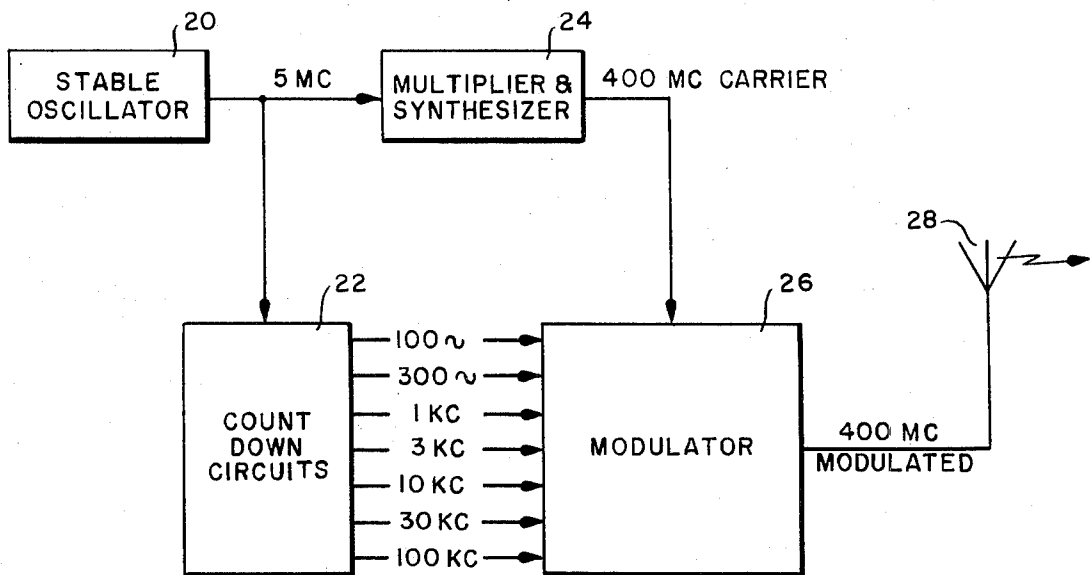 20
STABLE
OSCILLATOR
5 MC
24
MULTIPLIER &
SYNTHESIZER
400 MC CARRIER
28
22
COUNT
DOWN
CIRCUITS
100 ~
300 ~
1 KC
3 KC
10 KC
30 KC
100 KC
26
MODULATOR
400 MC
MODULATED